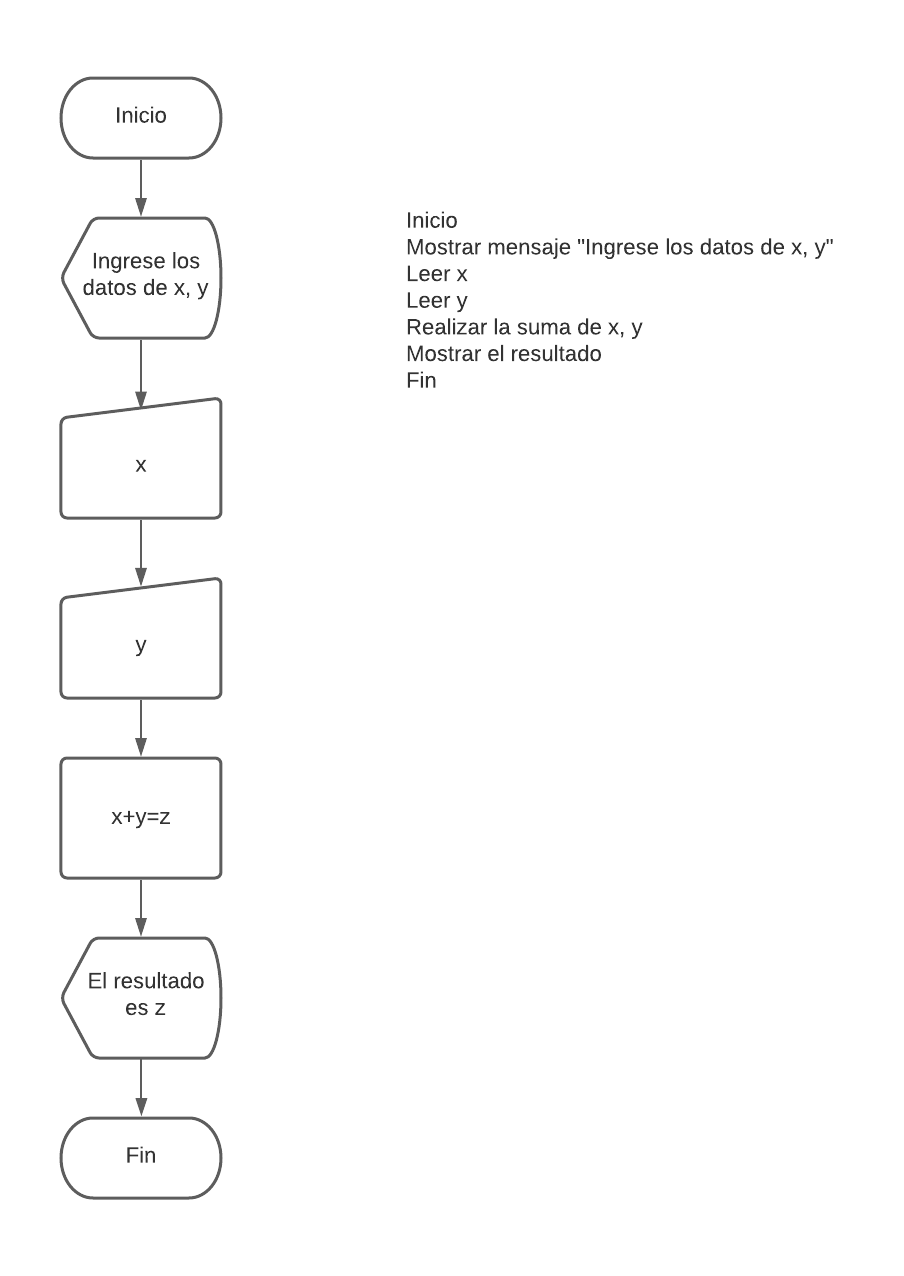 Inicio
Ingrese los
datos de x, y
x
y
x+y=z
El resultado
es z
Fin
Inicio
Mostrar mensaje "Ingrese los datos de x, y"
Leer x
Leer y
Realizar la suma de x, y
Mostrar el resultado
Fin